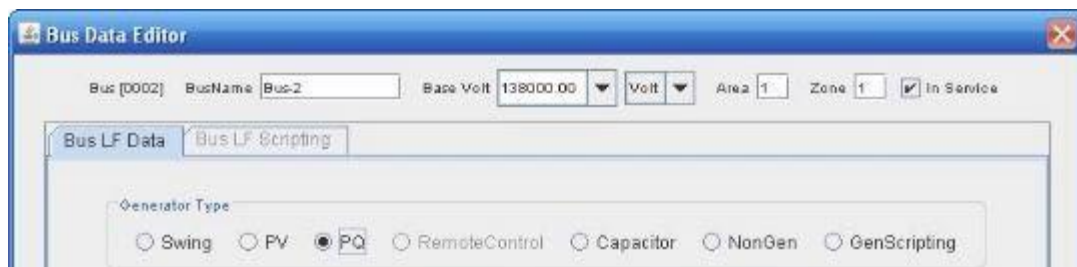 Bus Data Editor
Bus [0002] BusName Bus-2 Base Volt 138000.00 Volt Area 1 Zone 1 In Service
Bus LF Data Bus LF Scripting
Generator Type
Swing PV PQ RemoteControl Capacitor NonGen GenScripting